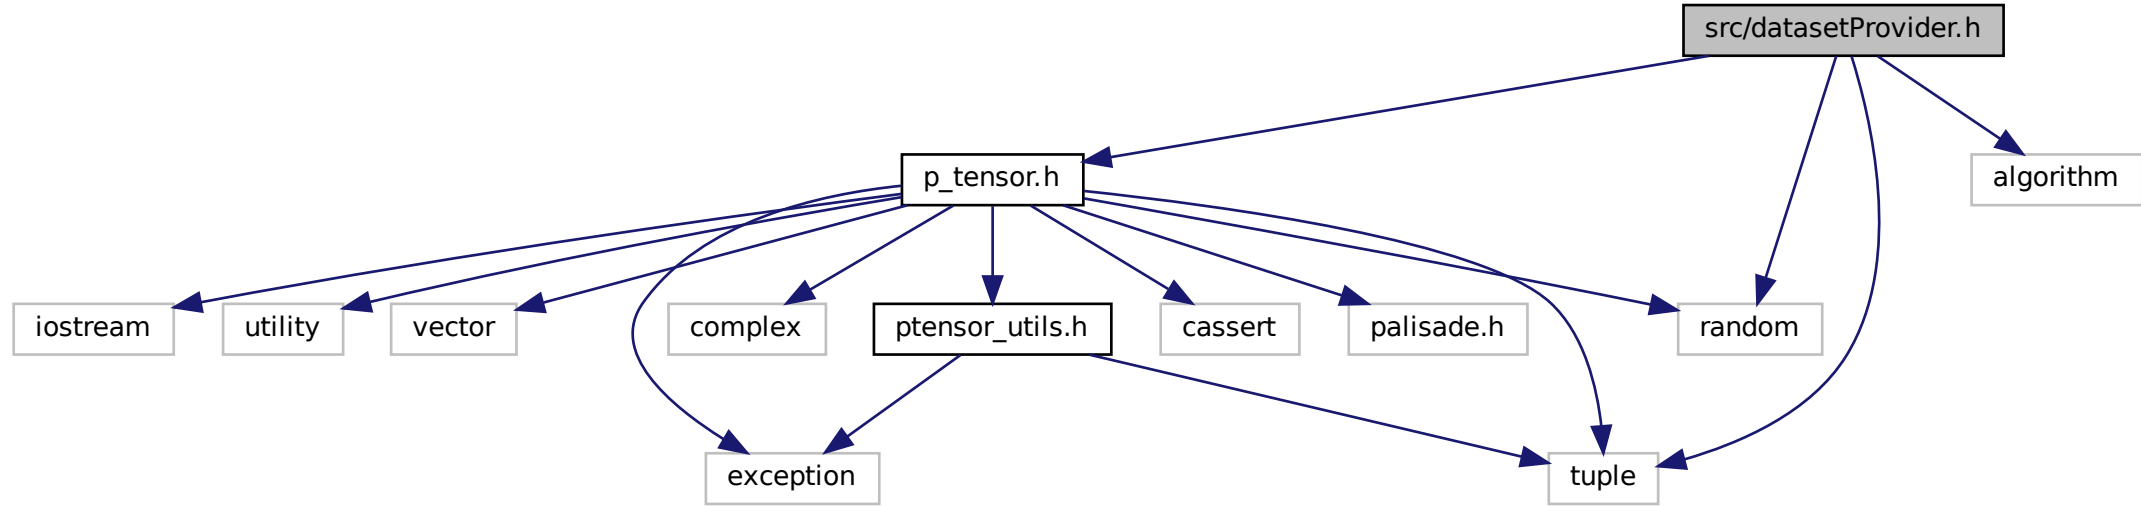 src/datasetProvider.h
p_tensor.h
algorithm
iostream
utility
vector
complex
ptensor_utils.h
cassert
palisade.h
random
exception
tuple